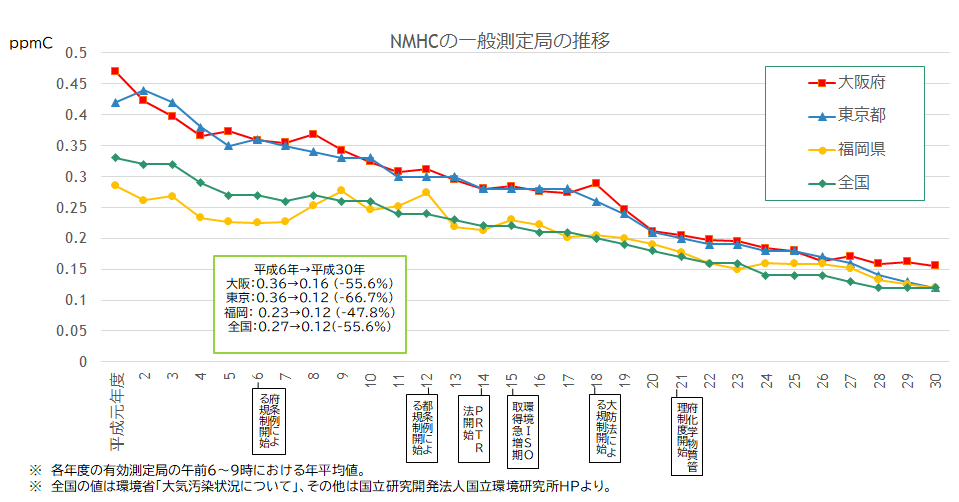 NMHCの一般測定局の推移
ppmC
0.5
0.45
0.4
0.35
0.3
0.25
0.2
0.15
0.1
0.05
0
大阪府
東京都
福岡県
全国
平成6年→平成30年
大阪:0.36→0.16 (-55.6%)
東京:0.36→0.12 (-66.7%)
福岡: 0.23→0.12 (-47.8%)
全国:0.27→0.12(-55.6%)
平成元年度 2 3 4 5 6 7 8 9 10 11 12 13 14 15 16 17 18 19 20 21 22 23 24 25 26 27 28 29 30
府条例によ
る規制開始
都条例によ
る規制開始
PRTR
法開始
環境ISO
取得急増期
大防法によ
る規制開始
府化学物質管
理制度開始
※ 各年度の有効測定局の午前6~9時における年平均値。
※ 全国の値は環境省「大気汚染状況について」、その他は国立研究開発法人国立環境研究所HPより。